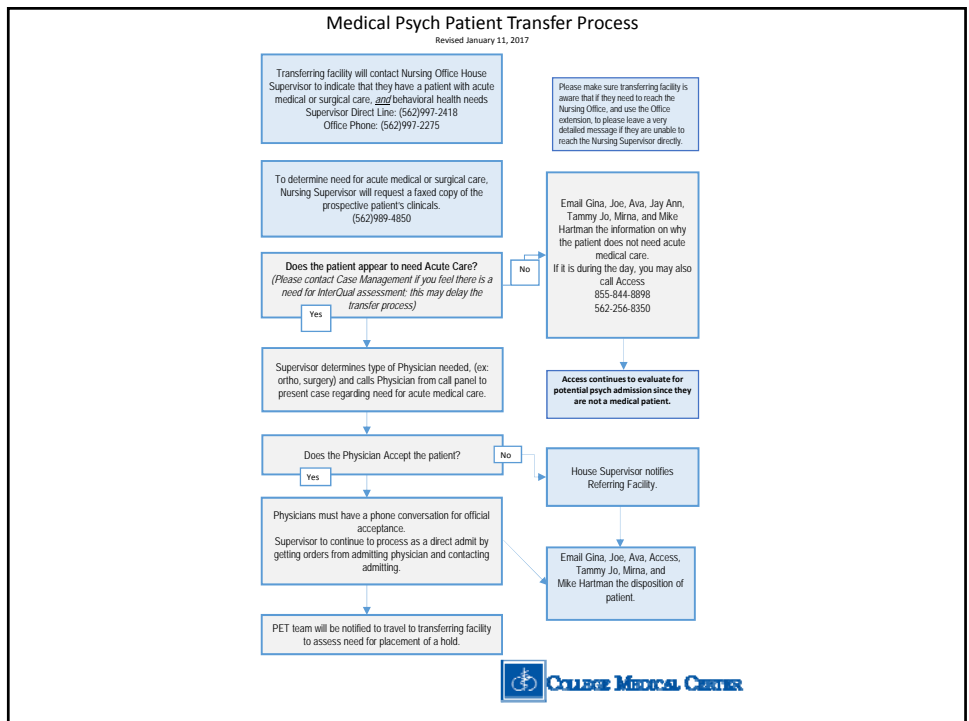 Medical Psych Patient Transfer Process
Revised January 11, 2017
Transferring facility will contact Nursing Office House
Supervisor to indicate that they have a patient with acute
medical or surgical care, and behavioral health needs
Supervisor Direct Line: (562)997-2418
Office Phone: (562)997-2275
Please make sure transferring facility is
aware that if they need to reach the
Nursing Office, and use the Office
extension, to please leave a very
detailed message if they are unable to
reach the Nursing Supervisor directly.
To determine need for acute medical or surgical care,
Nursing Supervisor will request a faxed copy of the
prospective patient's clinicals.
(562)989-4850
Email Gina, Joe, Ava, Jay Ann,
Tammy Jo, Mirna, and Mike
Hartman the information on why
the patient does not need acute
medical care.
If it is during the day, you may also
call Access
855-844-8898
562-256-8350
Does the patient appear to need Acute Care?
(Please contact Case Management if you feel there is a
need for InterQual assessment; this may delay the
transfer process)
No
Yes
Supervisor determines type of Physician needed, (ex:
ortho, surgery) and calls Physician from call panel to
present case regarding need for acute medical care.
Access continues to evaluate for
potential psych admission since they
are not a medical patient.
Does the Physician Accept the patient?
No
Yes
House Supervisor notifies
Referring Facility.
Physicians must have a phone conversation for official
acceptance.
Supervisor to continue to process as a direct admit by
getting orders from admitting physician and contacting
admitting.
Email Gina, Joe, Ava, Access,
Tammy Jo, Mirna, and
Mike Hartman the disposition of
patient.
PET team will be notified to travel to transferring facility
to assess need for placement of a hold.
COLLEGE MEDICAL CENTER